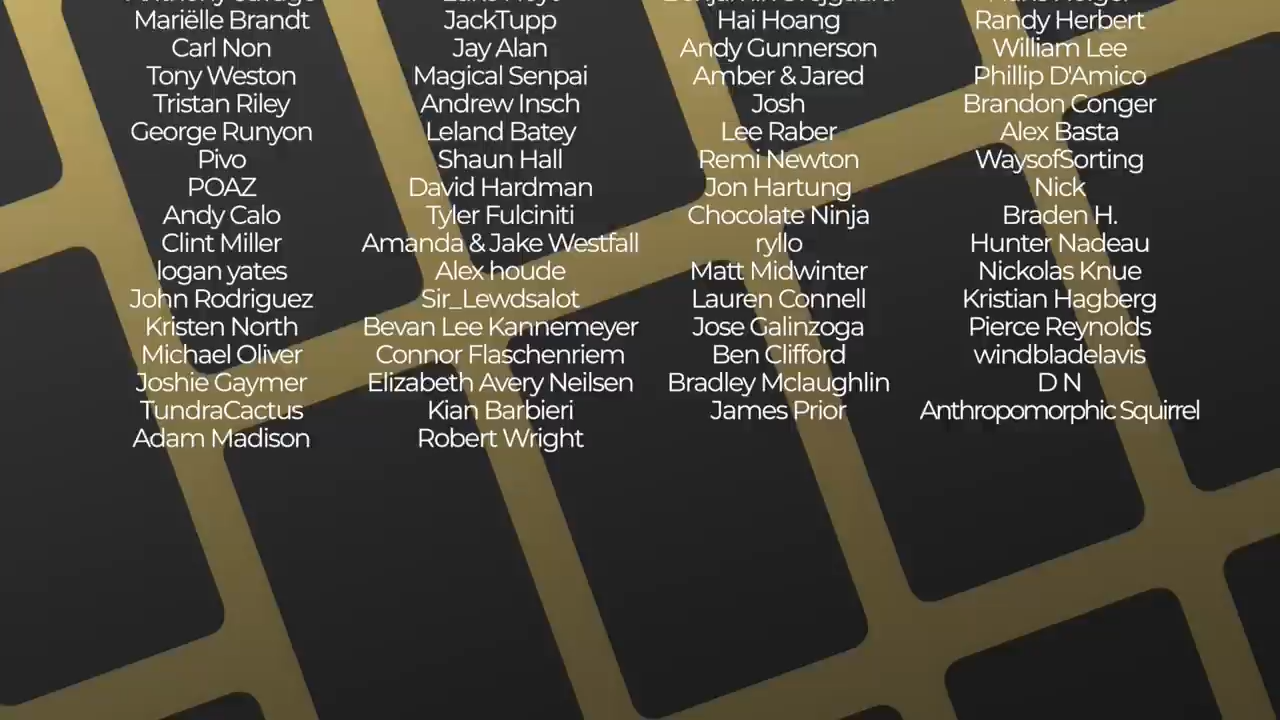 Mariëlle Brandt
Carl Non
Tony Weston
Tristan Riley
George Runyon
Pivo
POAZ
Andy Calo
Clint Miller
logan yates
John Rodriguez
Kristen North
Michael Oliver
Joshie Gaymer
TundraCactus
Adam Madison
JackTupp
Jay Alan
Magical Senpai
Andrew Insch
Leland Batey
Shaun Hall
David Hardman
Tyler Fulciniti
Amanda & Jake Westfall
Alex houde
Sir_Lewdsalot
Bevan Lee Kannemeyer
Connor Flaschenriem
Elizabeth Avery Neilsen
Kian Barbieri
Robert Wright
Hai Hoang
Andy Gunnerson
Amber & Jared
Josh
Lee Raber
Remi Newton
Jon Hartung
Chocolate Ninja
ryllo
Matt Midwinter
Lauren Connell
Jose Galinzoga
Ben Clifford
Bradley Mclaughlin
James Prior
Randy Herbert
William Lee
Phillip D'Amico
Brandon Conger
Alex Basta
WaysofSorting
Nick
Braden H.
Hunter Nadeau
Nickolas Knue
Kristian Hagberg
Pierce Reynolds
windbladelavis
D N
Anthropomorphic Squirrel